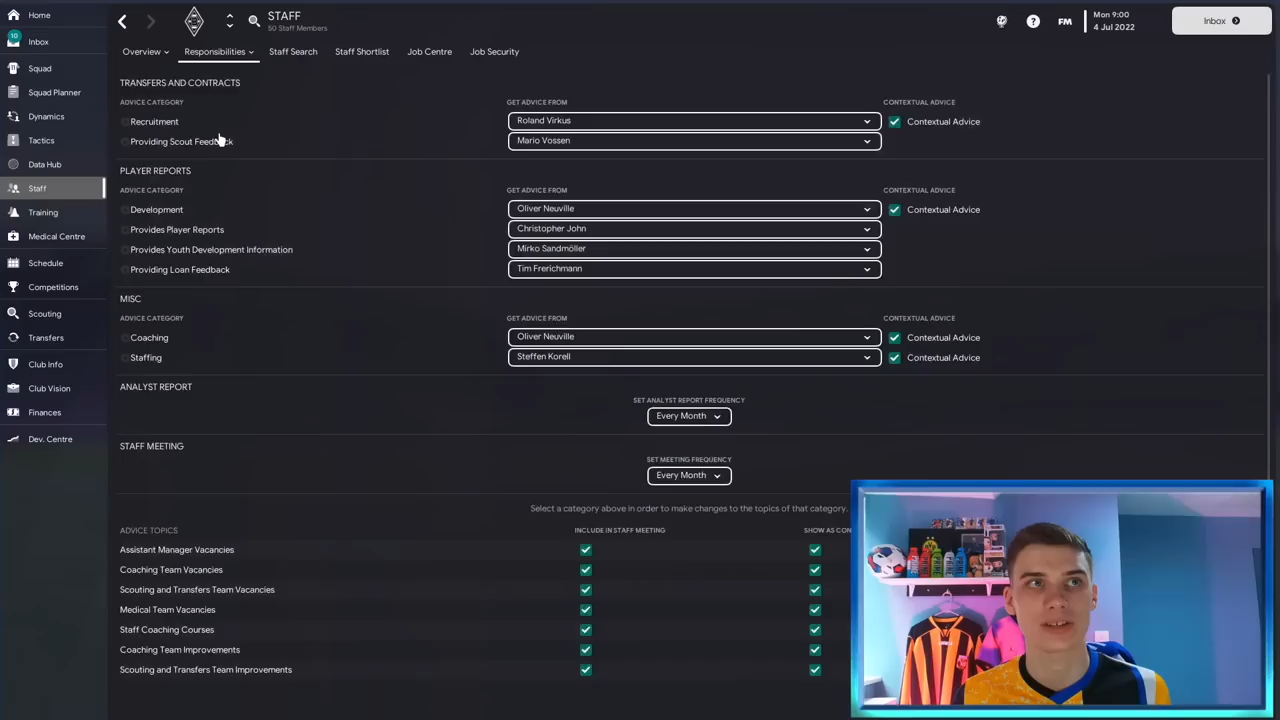 Home
10
Inbox
Squad
Squad Planner
Dynamics
Tactics
Data Hub
Staff
Training
Medical Centre
Schedule
Competitions
Scouting
Transfers
Club Info
Club Vision
Finances
Dev. Centre
STAFF
50 Staff Members
FM
Mon 9:00
4 Jul 2022
Inbox
Overview
Responsibilities
Staff Search
Staff Shortlist
Job Centre
Job Security
TRANSFERS AND CONTRACTS
ADVICE CATEGORY GET ADVICE FROM CONTEXTUAL ADVICE
Recruitment Roland Virkus Contextual Advice
Providing Scout Feedback Mario Vossen
PLAYER REPORTS
ADVICE CATEGORY GET ADVICE FROM CONTEXTUAL ADVICE
Development Oliver Neuville Contextual Advice
Provides Player Reports Christopher John
Provides Youth Development Information Mirko Sandmöller
Providing Loan Feedback Tim Frerichmann
MISC
ADVICE CATEGORY GET ADVICE FROM CONTEXTUAL ADVICE
Coaching Oliver Neuville Contextual Advice
Staffing Steffen Korell Contextual Advice
ANALYST REPORT
SET ANALYST REPORT FREQUENCY
Every Month
STAFF MEETING
SET MEETING FREQUENCY
Every Month
Select a category above in order to make changes to the topics of that category.
ADVICE TOPICS INCLUDE IN STAFF MEETING SHOW AS CON
Assistant Manager Vacancies
Coaching Team Vacancies
Scouting and Transfers Team Vacancies
Medical Team Vacancies
Staff Coaching Courses
Coaching Team Improvements
Scouting and Transfers Team Improvements